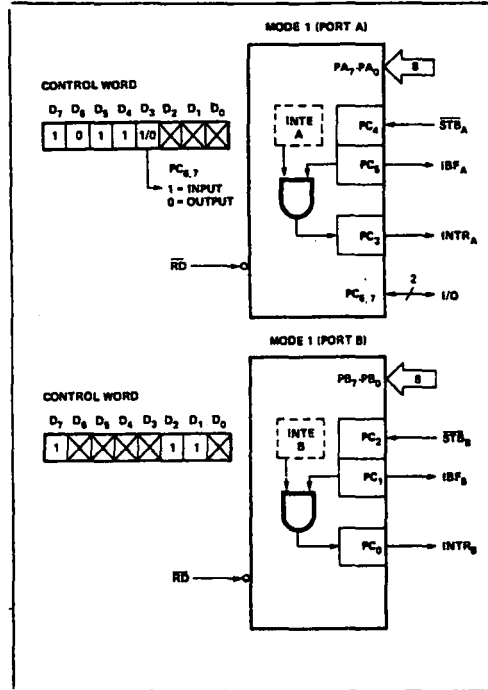 MODE 1 (PORT A)
PA7-PA0
8
CONTROL WORD
D7 D6 D5 D4 D3 D2 D1 D0
1 0 1 1 1/0
PC6,7
1 = INPUT
0 = OUTPUT
INTE
A
PC4
STBA
PC5
IBFA
PC3
INTRA
RD
PC6,7
2
I/O
MODE 1 (PORT B)
PB7-PB0
8
CONTROL WORD
D7 D6 D5 D4 D3 D2 D1 D0
1 1 1
INTE
B
PC2
STBB
PC1
IBFB
PC0
INTRB
RD